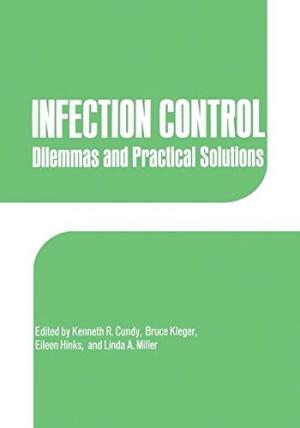 INFECTION CONTROL
Dilemmas and Practical Solutions
Edited by Kenneth R. Cundy, Bruce Kleger,
Eileen Hinks, and Linda A. Miller